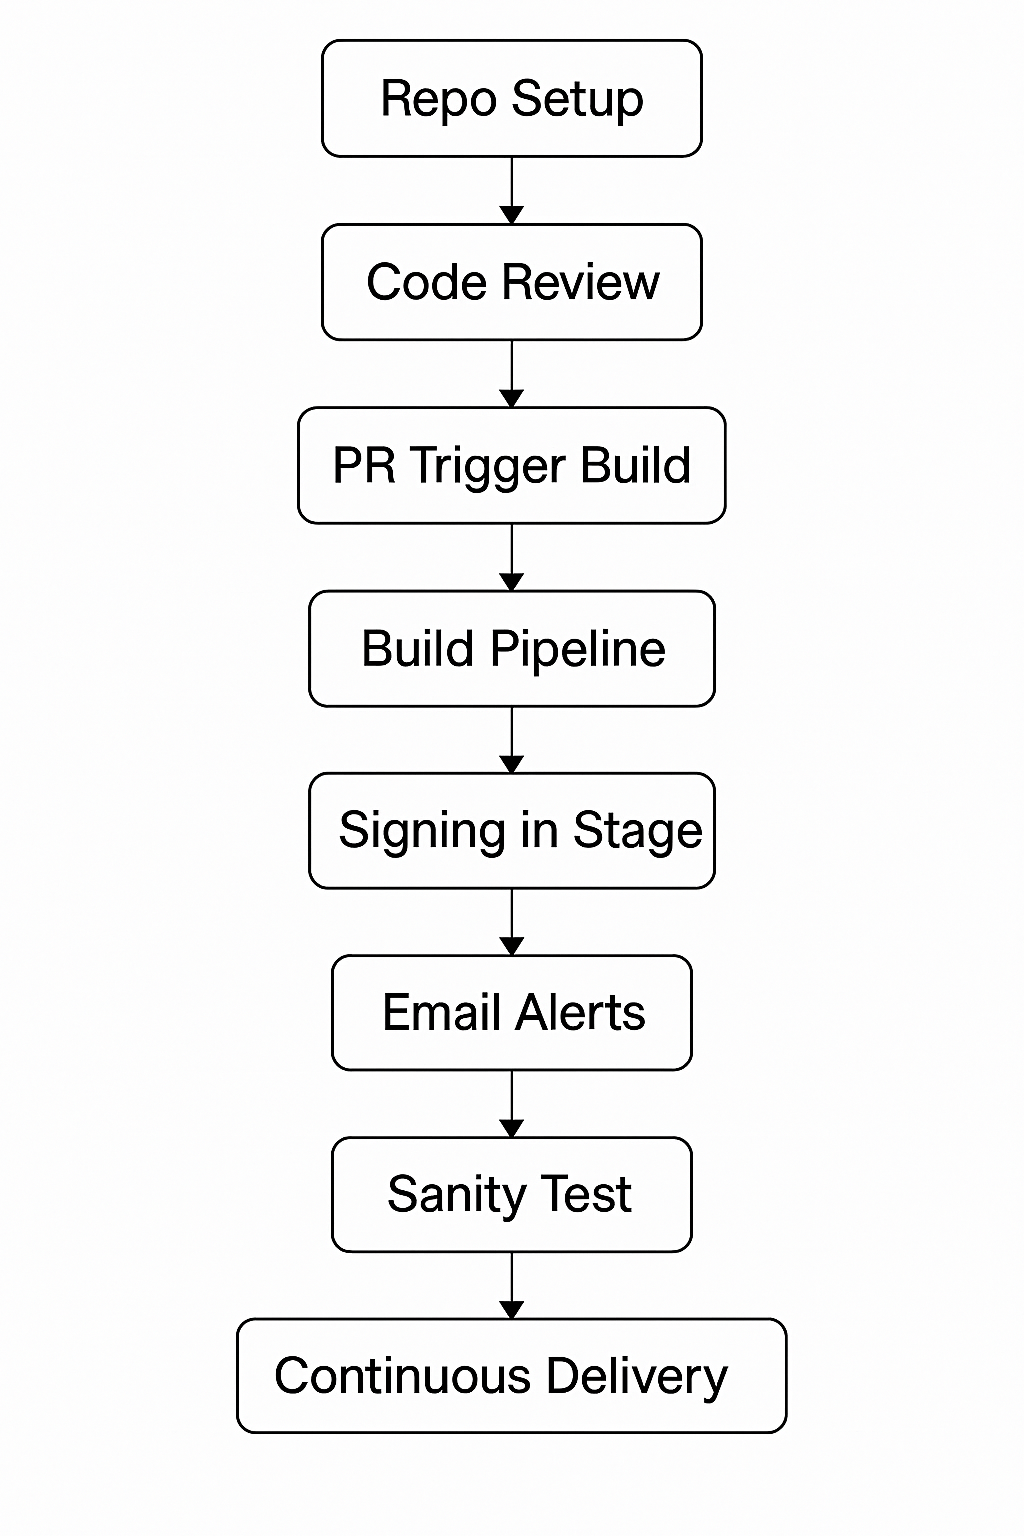 Repo Setup
Code Review
PR Trigger Build
Build Pipeline
Signing in Stage
Email Alerts
Sanity Test
Continuous Delivery